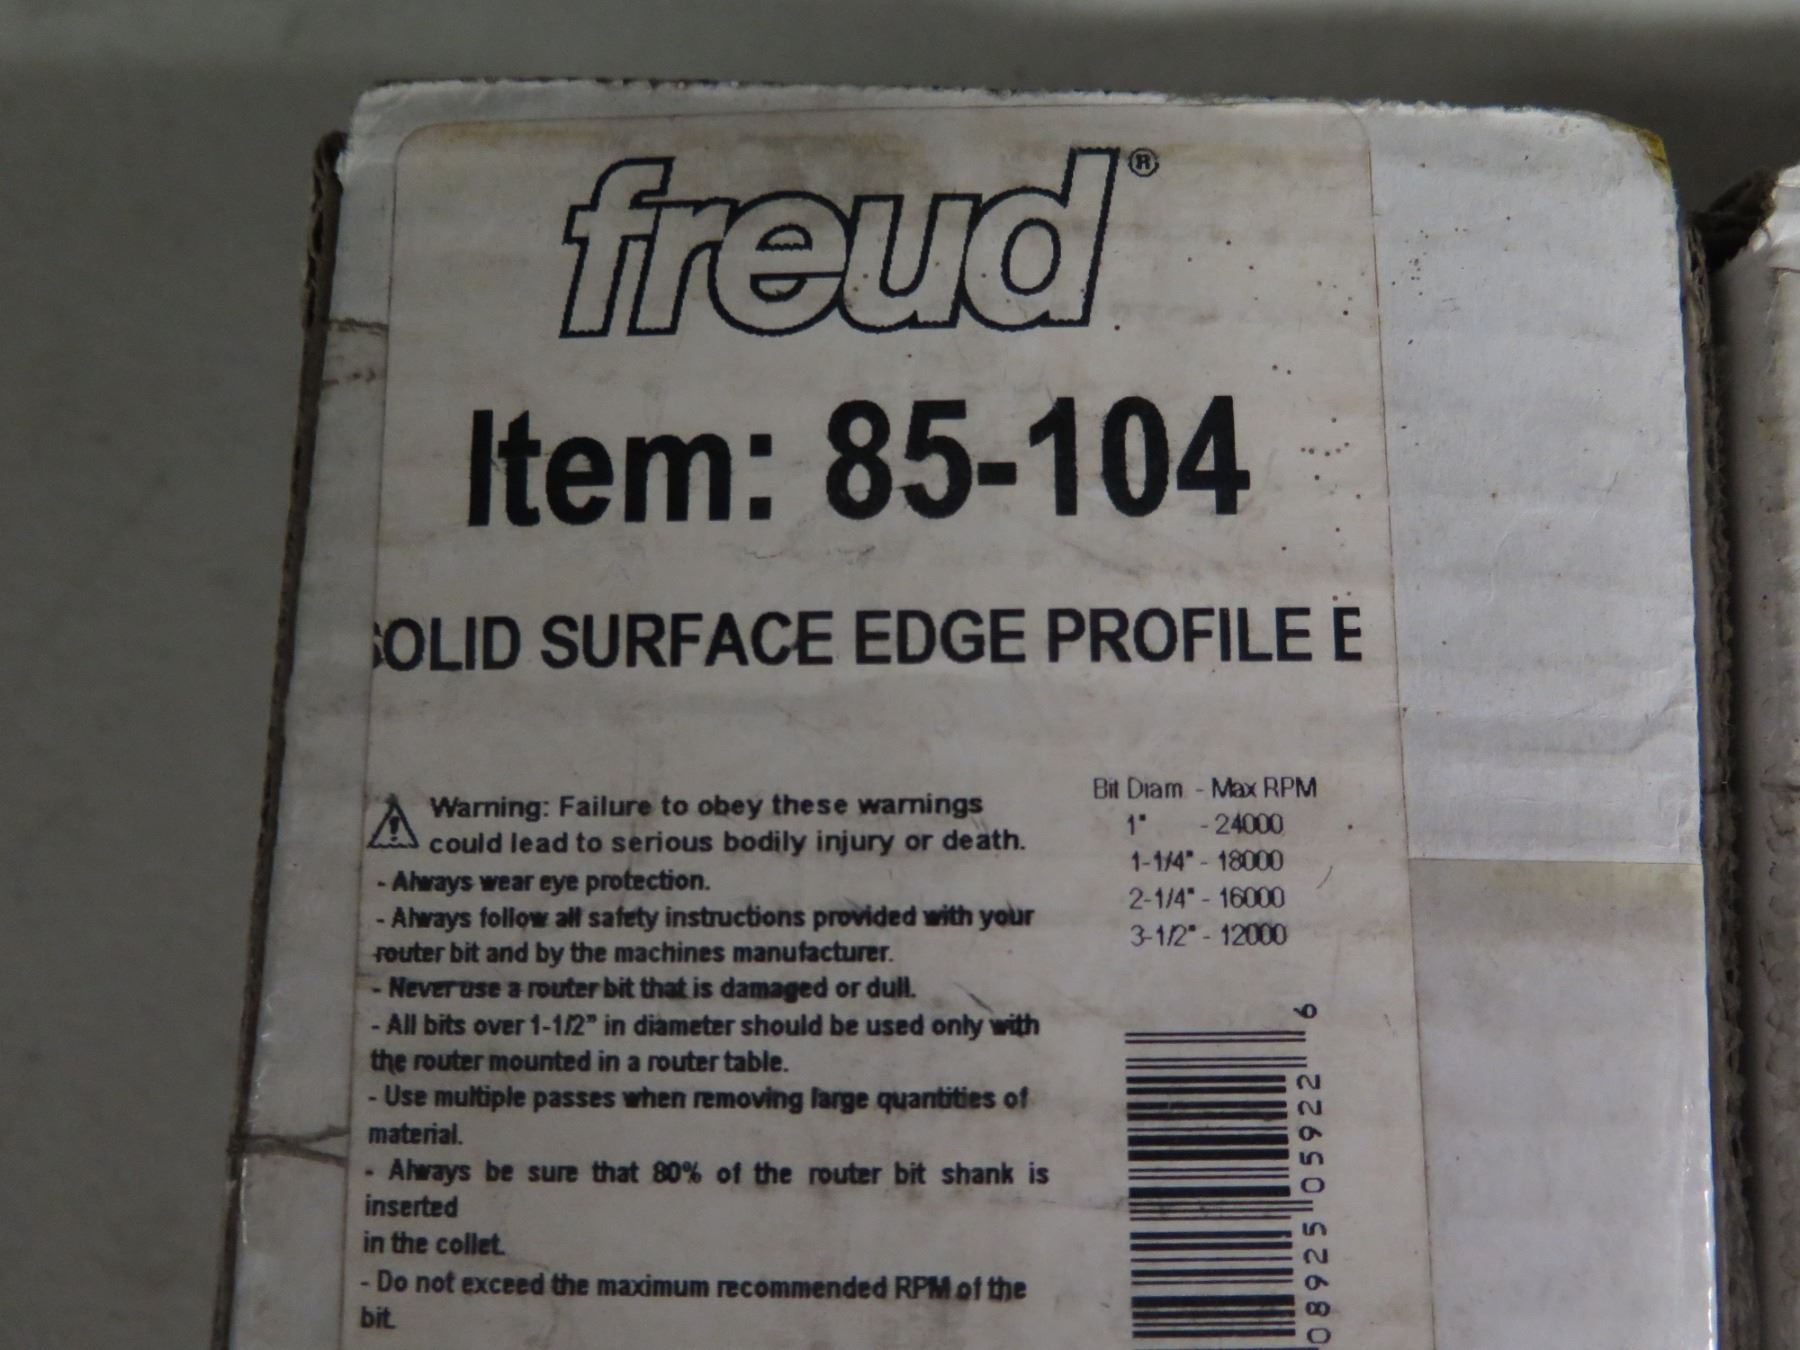 freud®
Item: 85-104
SOLID SURFACE EDGE PROFILE E
Warning: Failure to obey these warnings
could lead to serious bodily injury or death.
- Always wear eye protection.
- Always follow all safety instructions provided with your
router bit and by the machines manufacturer.
- Never use a router bit that is damaged or dull.
- All bits over 1-1/2" in diameter should be used only with
the router mounted in a router table.
- Use multiple passes when removing large quantities of
material.
- Always be sure that 80% of the router bit shank is
inserted
in the collet.
- Do not exceed the maximum recommended RPM of the
bit.
Bit Diam - Max RPM
1" - 24000
1-1/4" - 18000
2-1/4" - 16000
3-1/2" - 12000
08925 05922 6